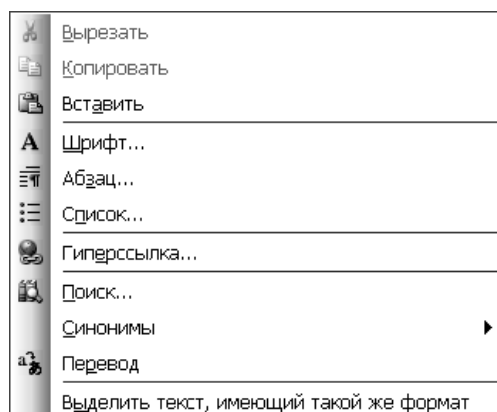 Вырезать
Копировать
Вставить
Шрифт...
Абзац...
Список...
Гиперссылка...
Поиск...
Синонимы
Перевод
Выделить текст, имеющий такой же формат